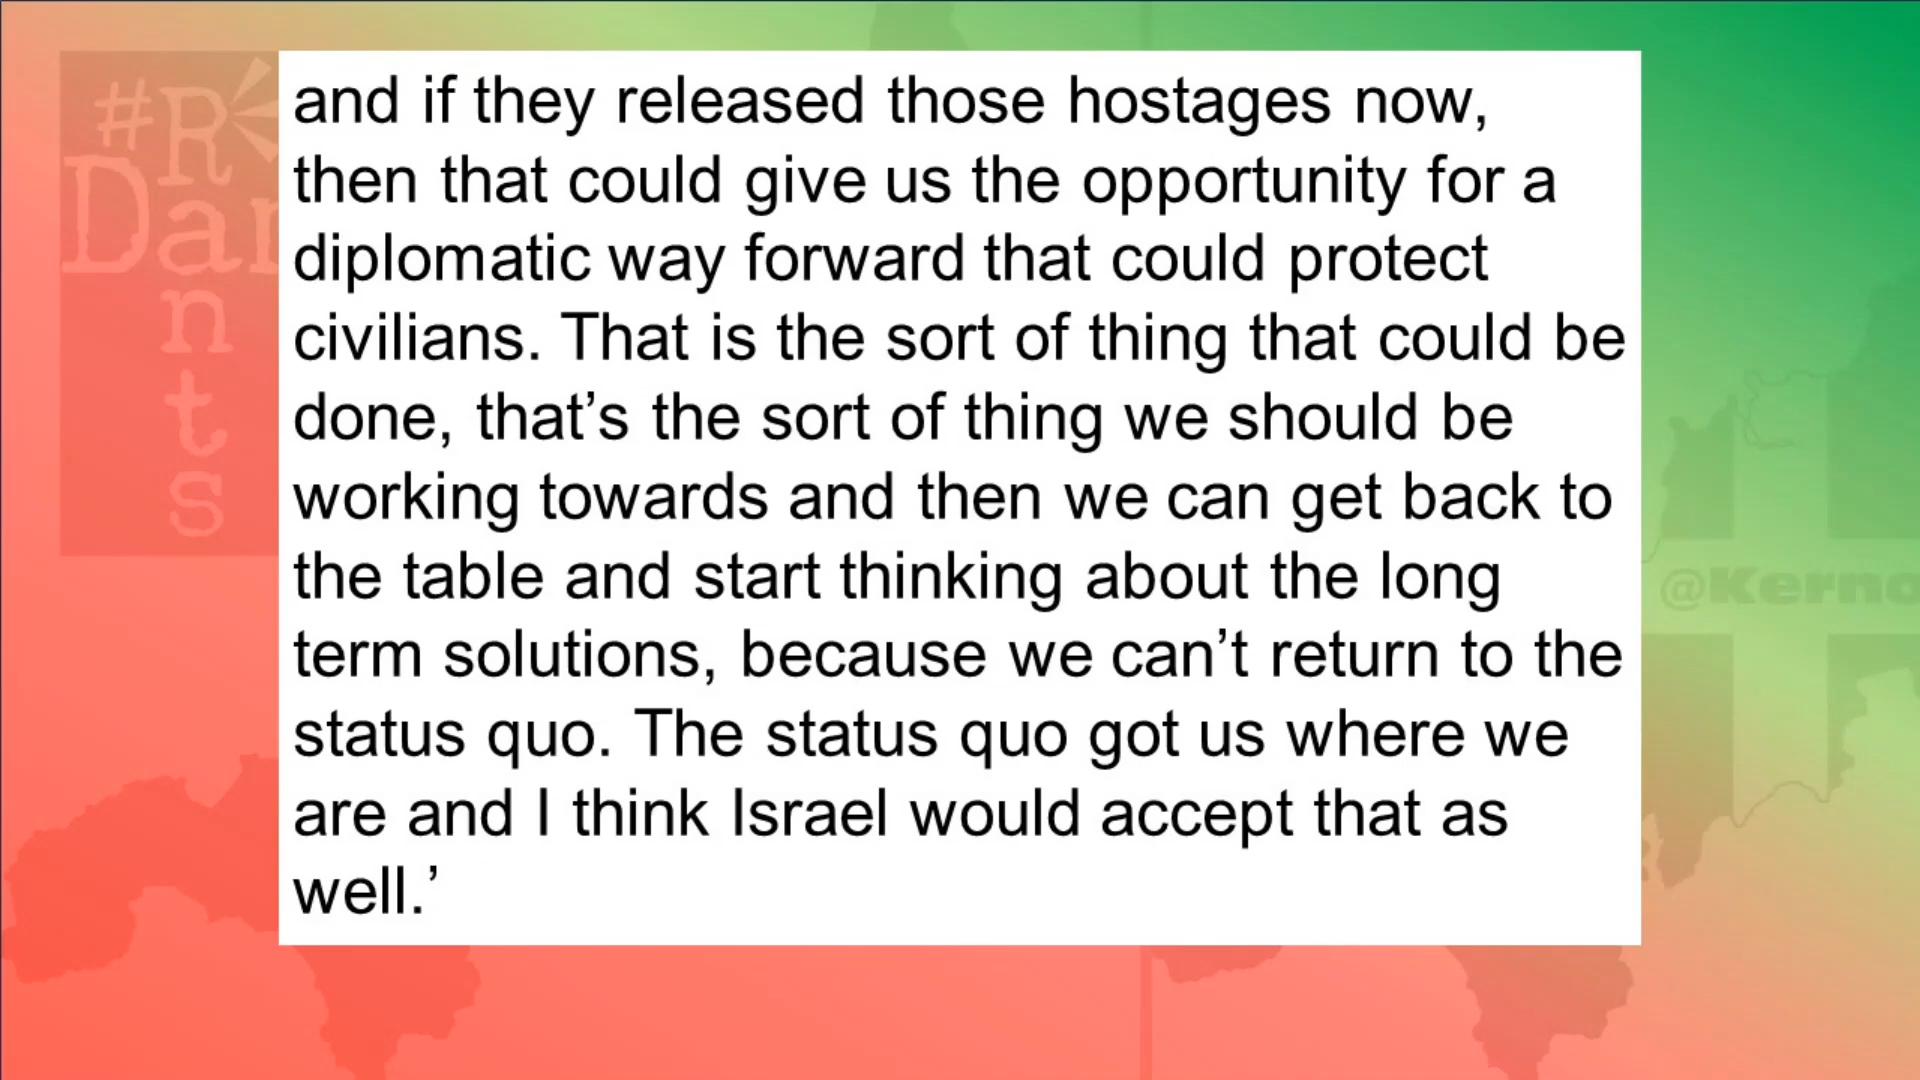 #R
Dan
n
t
s
and if they released those hostages now,
then that could give us the opportunity for a
diplomatic way forward that could protect
civilians. That is the sort of thing that could be
done, that’s the sort of thing we should be
working towards and then we can get back to
the table and start thinking about the long
term solutions, because we can’t return to the
status quo. The status quo got us where we
are and I think Israel would accept that as
well.’
@Kerno